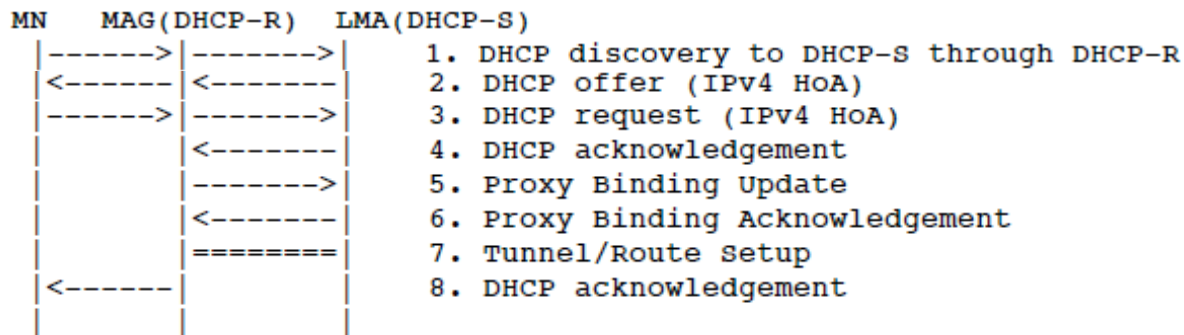 MN MAG(DHCP-R) LMA(DHCP-S)
|------>|------->| 1. DHCP discovery to DHCP-S through DHCP-R
|<------|<-------| 2. DHCP offer (IPv4 HoA)
|------>|------->| 3. DHCP request (IPv4 HoA)
| |<-------| 4. DHCP acknowledgement
| |------->| 5. Proxy Binding Update
| |<-------| 6. Proxy Binding Acknowledgement
| |========| 7. Tunnel/Route Setup
|<------| | 8. DHCP acknowledgement
| | |